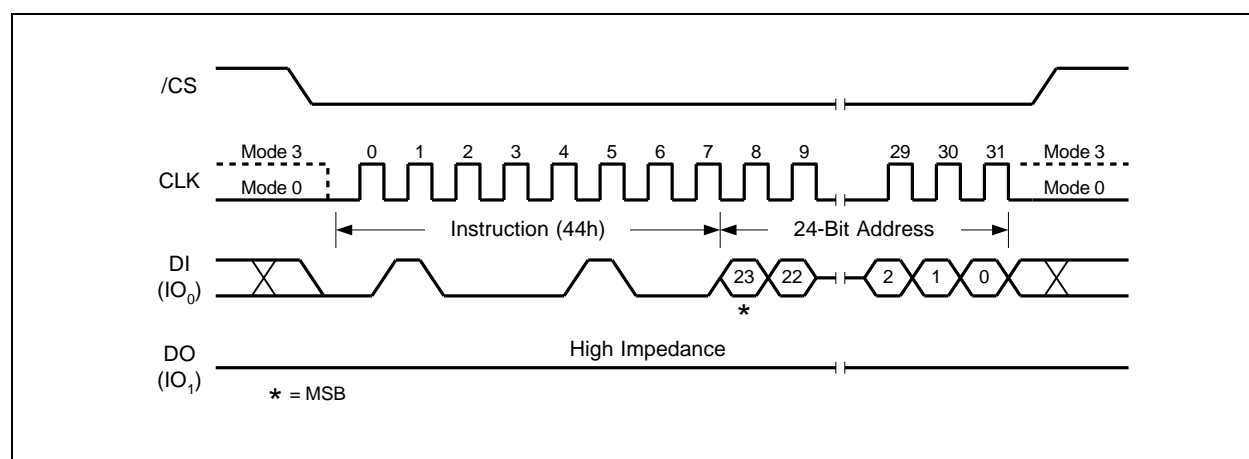 /CS
Mode 3 0 1 2 3 4 5 6 7 8 9 29 30 31 Mode 3
CLK Mode 0 Mode 0
Instruction (44h) 24-Bit Address
DI
(IO0) 23 22 2 1 0
*
DO High Impedance
(IO1)
* = MSB